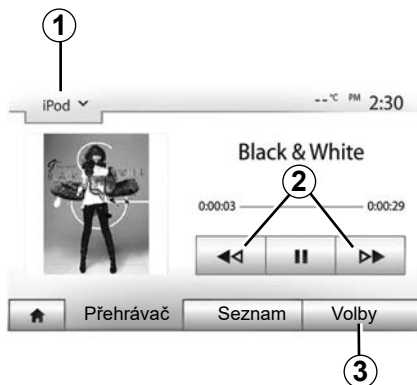 1
iPod
--°C PM 2:30
Black & White
2
0:00:03 0:00:29
Přehrávač Seznam Volby
3